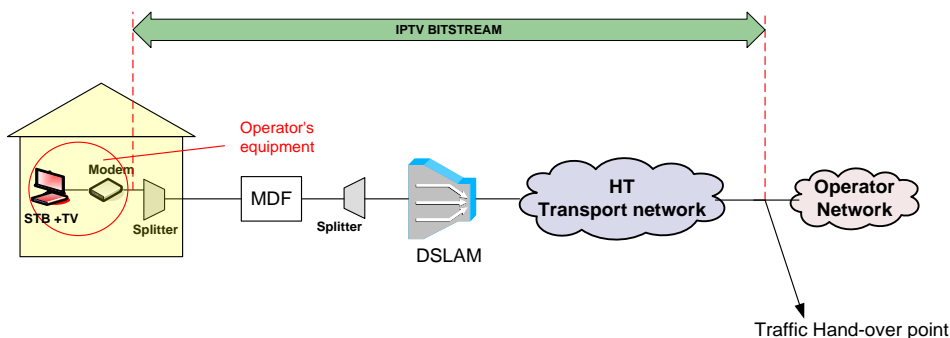 IPTV BITSTREAM
Operator's
equipment
Modem
STB +TV
Splitter
MDF
Splitter
DSLAM
HT
Transport network
Operator
Network
Traffic Hand-over point